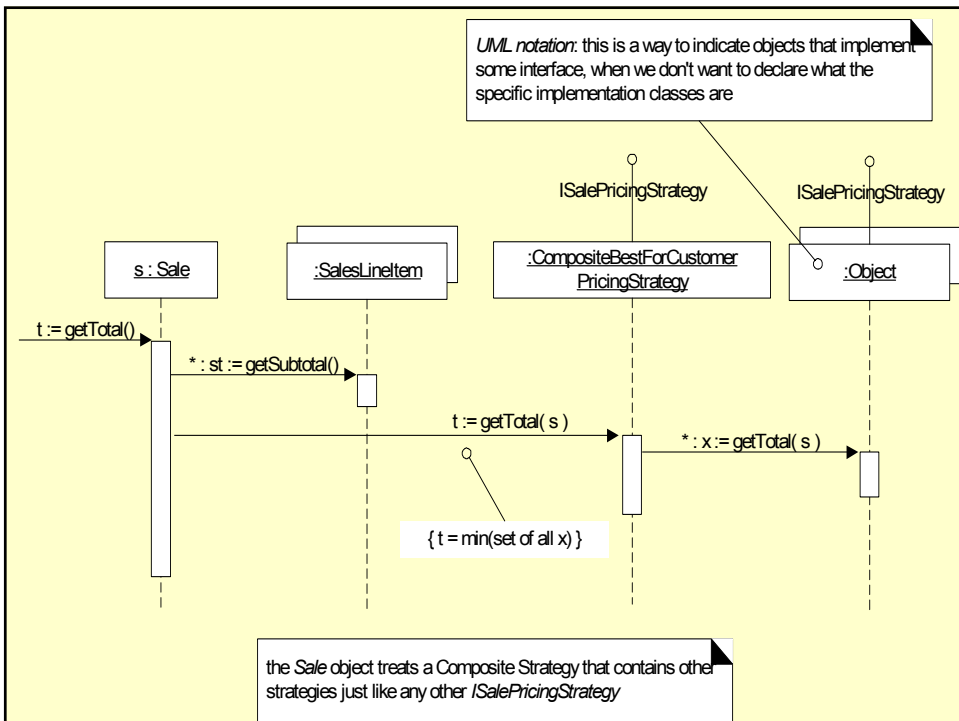 UML notation: this is a way to indicate objects that implement
some interface, when we don't want to declare what the
specific implementation classes are
ISalePricingStrategy
ISalePricingStrategy
s : Sale
:SalesLineItem
:CompositeBestForCustomer
PricingStrategy
:Object
t := getTotal()
* : st := getSubtotal()
t := getTotal( s )
* : x := getTotal( s )
{ t = min(set of all x) }
the Sale object treats a Composite Strategy that contains other
strategies just like any other ISalePricingStrategy